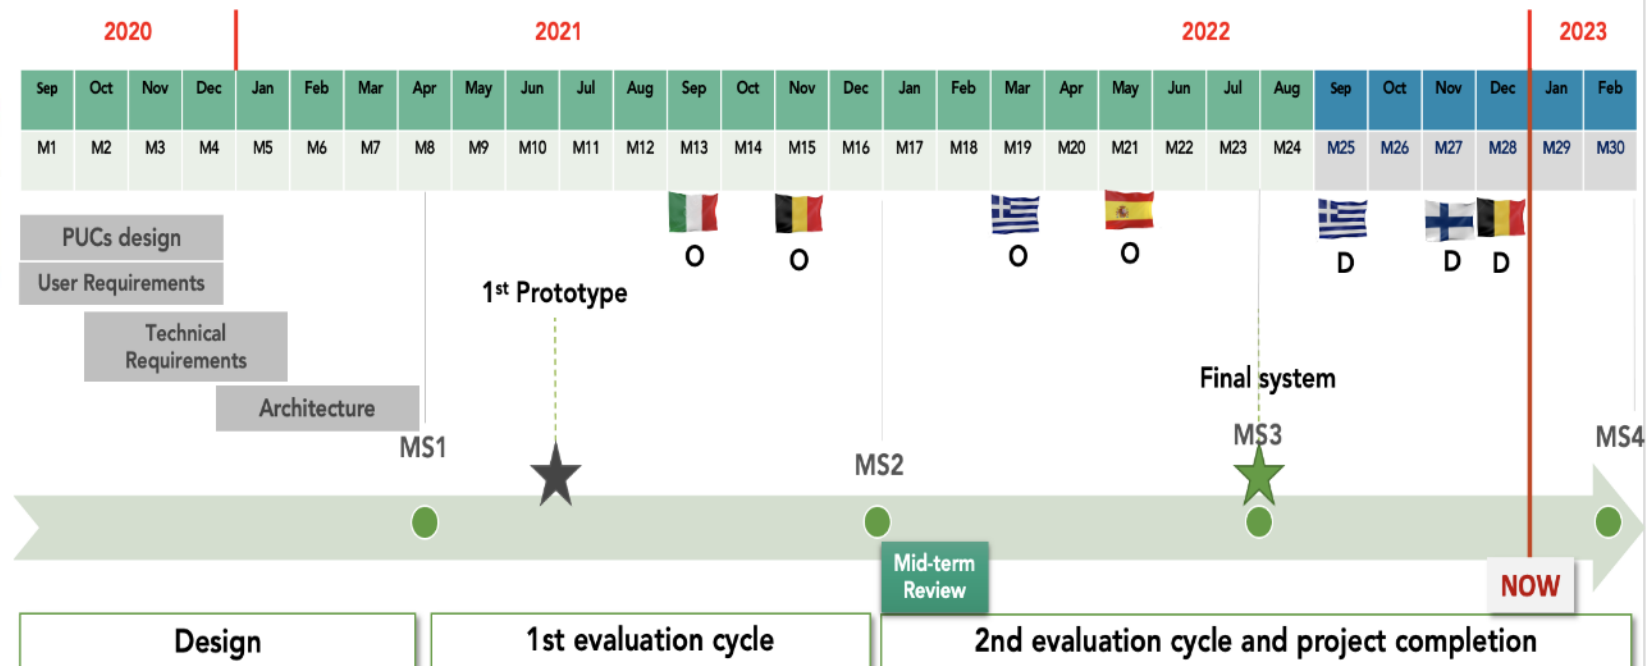 2020 2021 2022 2023
Sep Oct Nov Dec Jan Feb Mar Apr May Jun Jul Aug Sep Oct Nov Dec Jan Feb Mar Apr May Jun Jul Aug Sep Oct Nov Dec Jan Feb
M1 M2 M3 M4 M5 M6 M7 M8 M9 M10 M11 M12 M13 M14 M15 M16 M17 M18 M19 M20 M21 M22 M23 M24 M25 M26 M27 M28 M29 M30
O O O O D D D
PUCs design
User Requirements
1st Prototype
Technical
Requirements
Final system
Architecture
MS1 MS2 MS3 MS4
Mid-term
Review
NOW
Design
1st evaluation cycle
2nd evaluation cycle and project completion